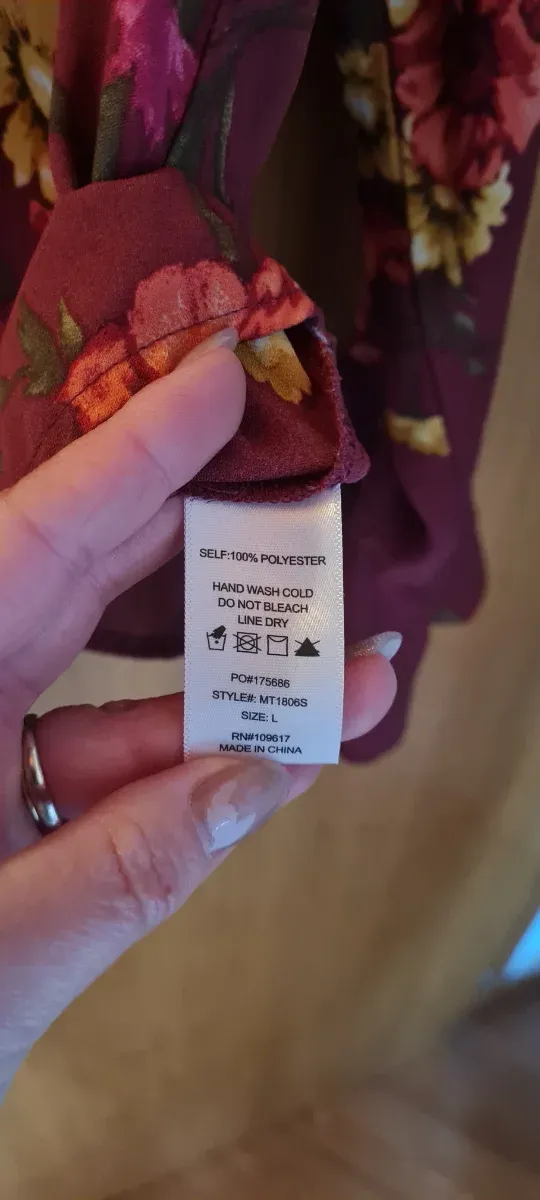 SELF:100% POLYESTER
HAND WASH COLD
DO NOT BLEACH
LINE DRY
PO#175686
STYLE#: MT1806S
SIZE: L
RN#109617
MADE IN CHINA